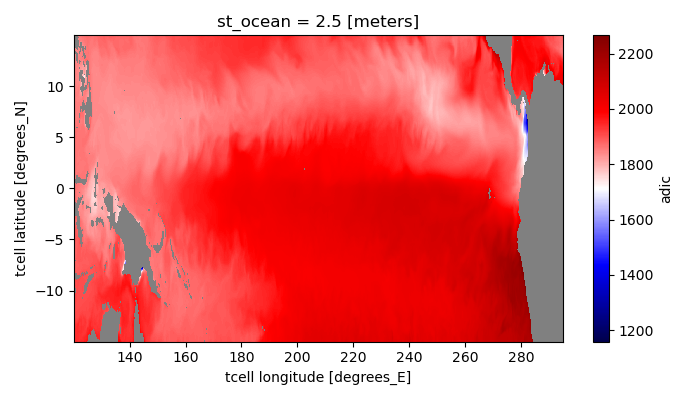 st_ocean = 2.5 [meters]
10
5
0
−5
−10
tcell latitude [degrees_N]
140 160 180 200 220 240 260 280
tcell longitude [degrees_E]
2200
2000
1800
1600
1400
1200
adic